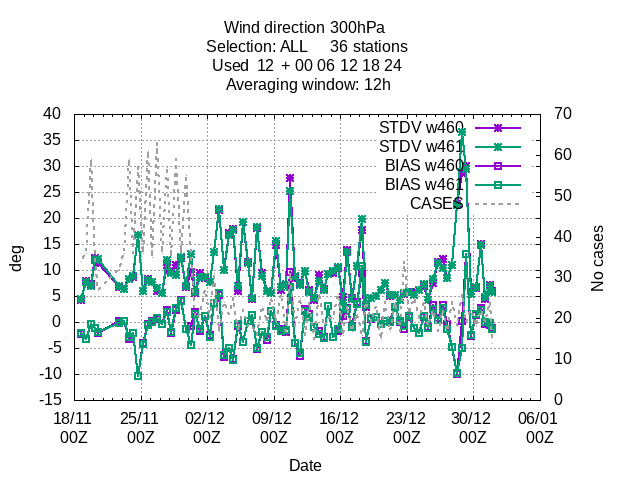 Wind direction 300hPa
Selection: ALL 36 stations
Used 12 + 00 06 12 18 24
Averaging window: 12h
40
35
30
25
20
15
10
5
0
-5
-10
-15
deg
70
60
50
40
30
20
10
0
No cases
STDV w460
STDV w461
BIAS w460
BIAS w461
CASES
18/11 25/11 02/12 09/12 16/12 23/12 30/12 06/01
00Z 00Z 00Z 00Z 00Z 00Z 00Z 00Z
Date